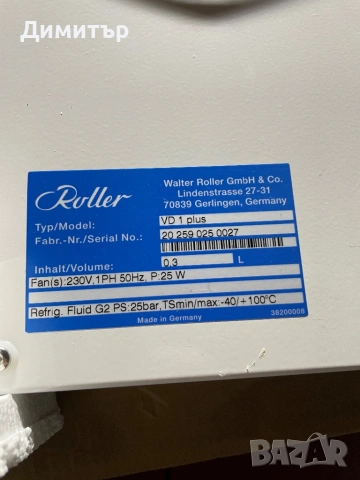 Димитър
Roller
Walter Roller GmbH & Co.
Lindenstrasse 27-31
70839 Gerlingen, Germany
Typ/Model: VD 1 plus
Fabr.-Nr./Serial No.: 20 259 025 0027
Inhalt/Volume: 0,3 L
Fan(s):230V,1PH 50Hz, P:25 W
Refrig. Fluid G2 PS:25bar,TSmin/max:-40/+100°C
Made in Germany
38200008
BAZAR